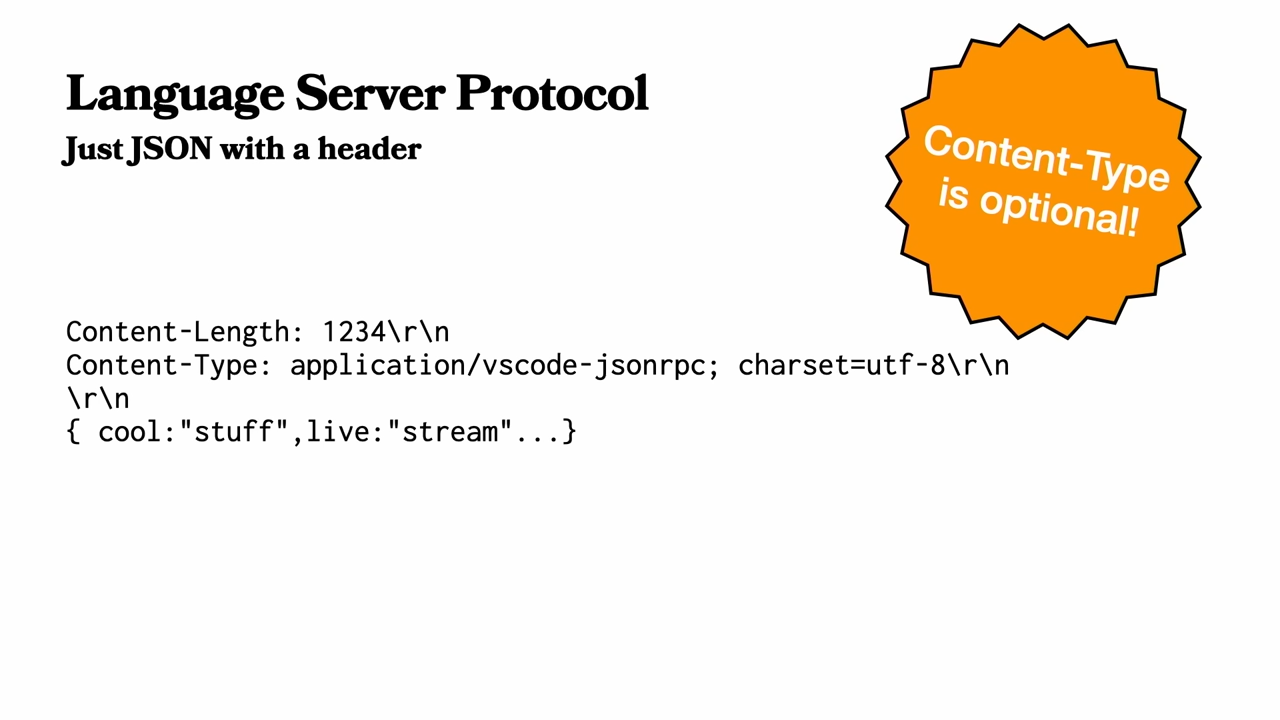 Language Server Protocol
Just JSON with a header
Content-Type
is optional!
Content-Length: 1234\r\n
Content-Type: application/vscode-jsonrpc; charset=utf-8\r\n
\r\n
{ cool:"stuff",live:"stream"...}